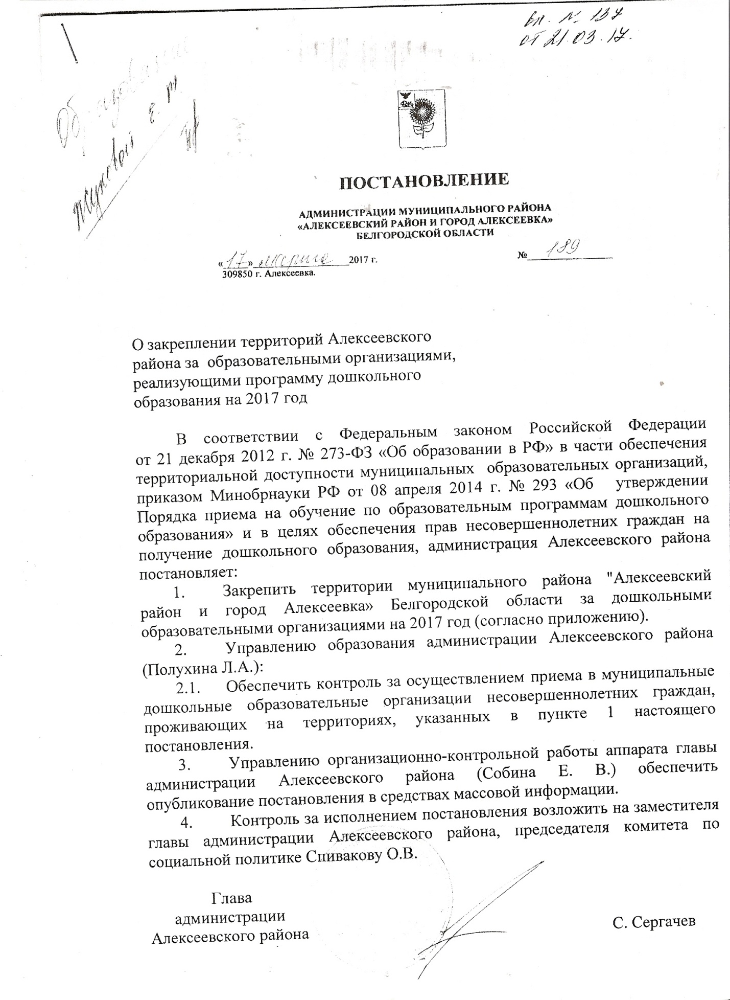 вх. № 137
от 21.03.17.
ПОСТАНОВЛЕНИЕ
АДМИНИСТРАЦИИ МУНИЦИПАЛЬНОГО РАЙОНА
«АЛЕКСЕЕВСКИЙ РАЙОН И ГОРОД АЛЕКСЕЕВКА»
БЕЛГОРОДСКОЙ ОБЛАСТИ
«17» марта 2017 г. № 189
309850 г. Алексеевка.
О закреплении территорий Алексеевского
района за образовательными организациями,
реализующими программу дошкольного
образования на 2017 год
В соответствии с Федеральным законом Российской Федерации
от 21 декабря 2012 г. № 273-ФЗ «Об образовании в РФ» в части обеспечения
территориальной доступности муниципальных образовательных организаций,
приказом Минобрнауки РФ от 08 апреля 2014 г. № 293 «Об утверждении
Порядка приема на обучение по образовательным программам дошкольного
образования» и в целях обеспечения прав несовершеннолетних граждан на
получение дошкольного образования, администрация Алексеевского района
постановляет:
1. Закрепить территории муниципального района "Алексеевский
район и город Алексеевка» Белгородской области за дошкольными
образовательными организациями на 2017 год (согласно приложению).
2. Управлению образования администрации Алексеевского района
(Полухина Л.А.):
2.1. Обеспечить контроль за осуществлением приема в муниципальные
дошкольные образовательные организации несовершеннолетних граждан,
проживающих на территориях, указанных в пункте 1 настоящего
постановления.
3. Управлению организационно-контрольной работы аппарата главы
администрации Алексеевского района (Собина Е. В.) обеспечить
опубликование постановления в средствах массовой информации.
4. Контроль за исполнением постановления возложить на заместителя
главы администрации Алексеевского района, председателя комитета по
социальной политике Спивакову О.В.
Глава
администрации
Алексеевского района
С. Сергачев